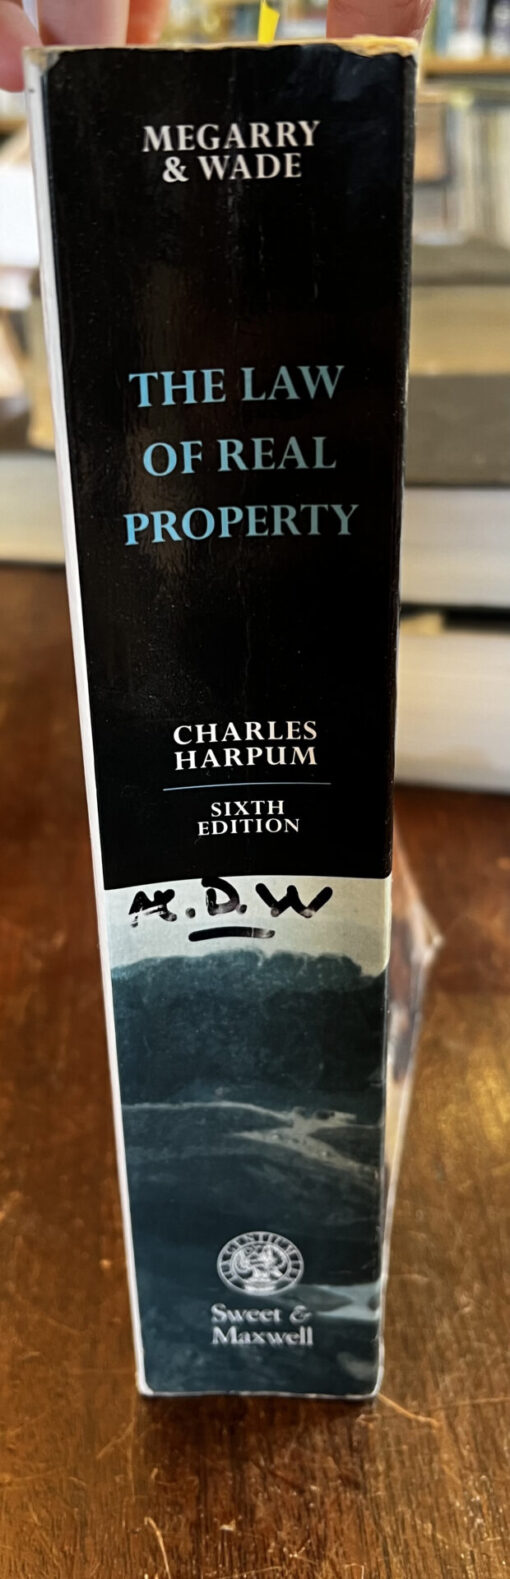 MEGARRY
& WADE
THE LAW
OF REAL
PROPERTY
CHARLES
HARPUM
SIXTH
EDITION
M.D.W
Sweet &
Maxwell